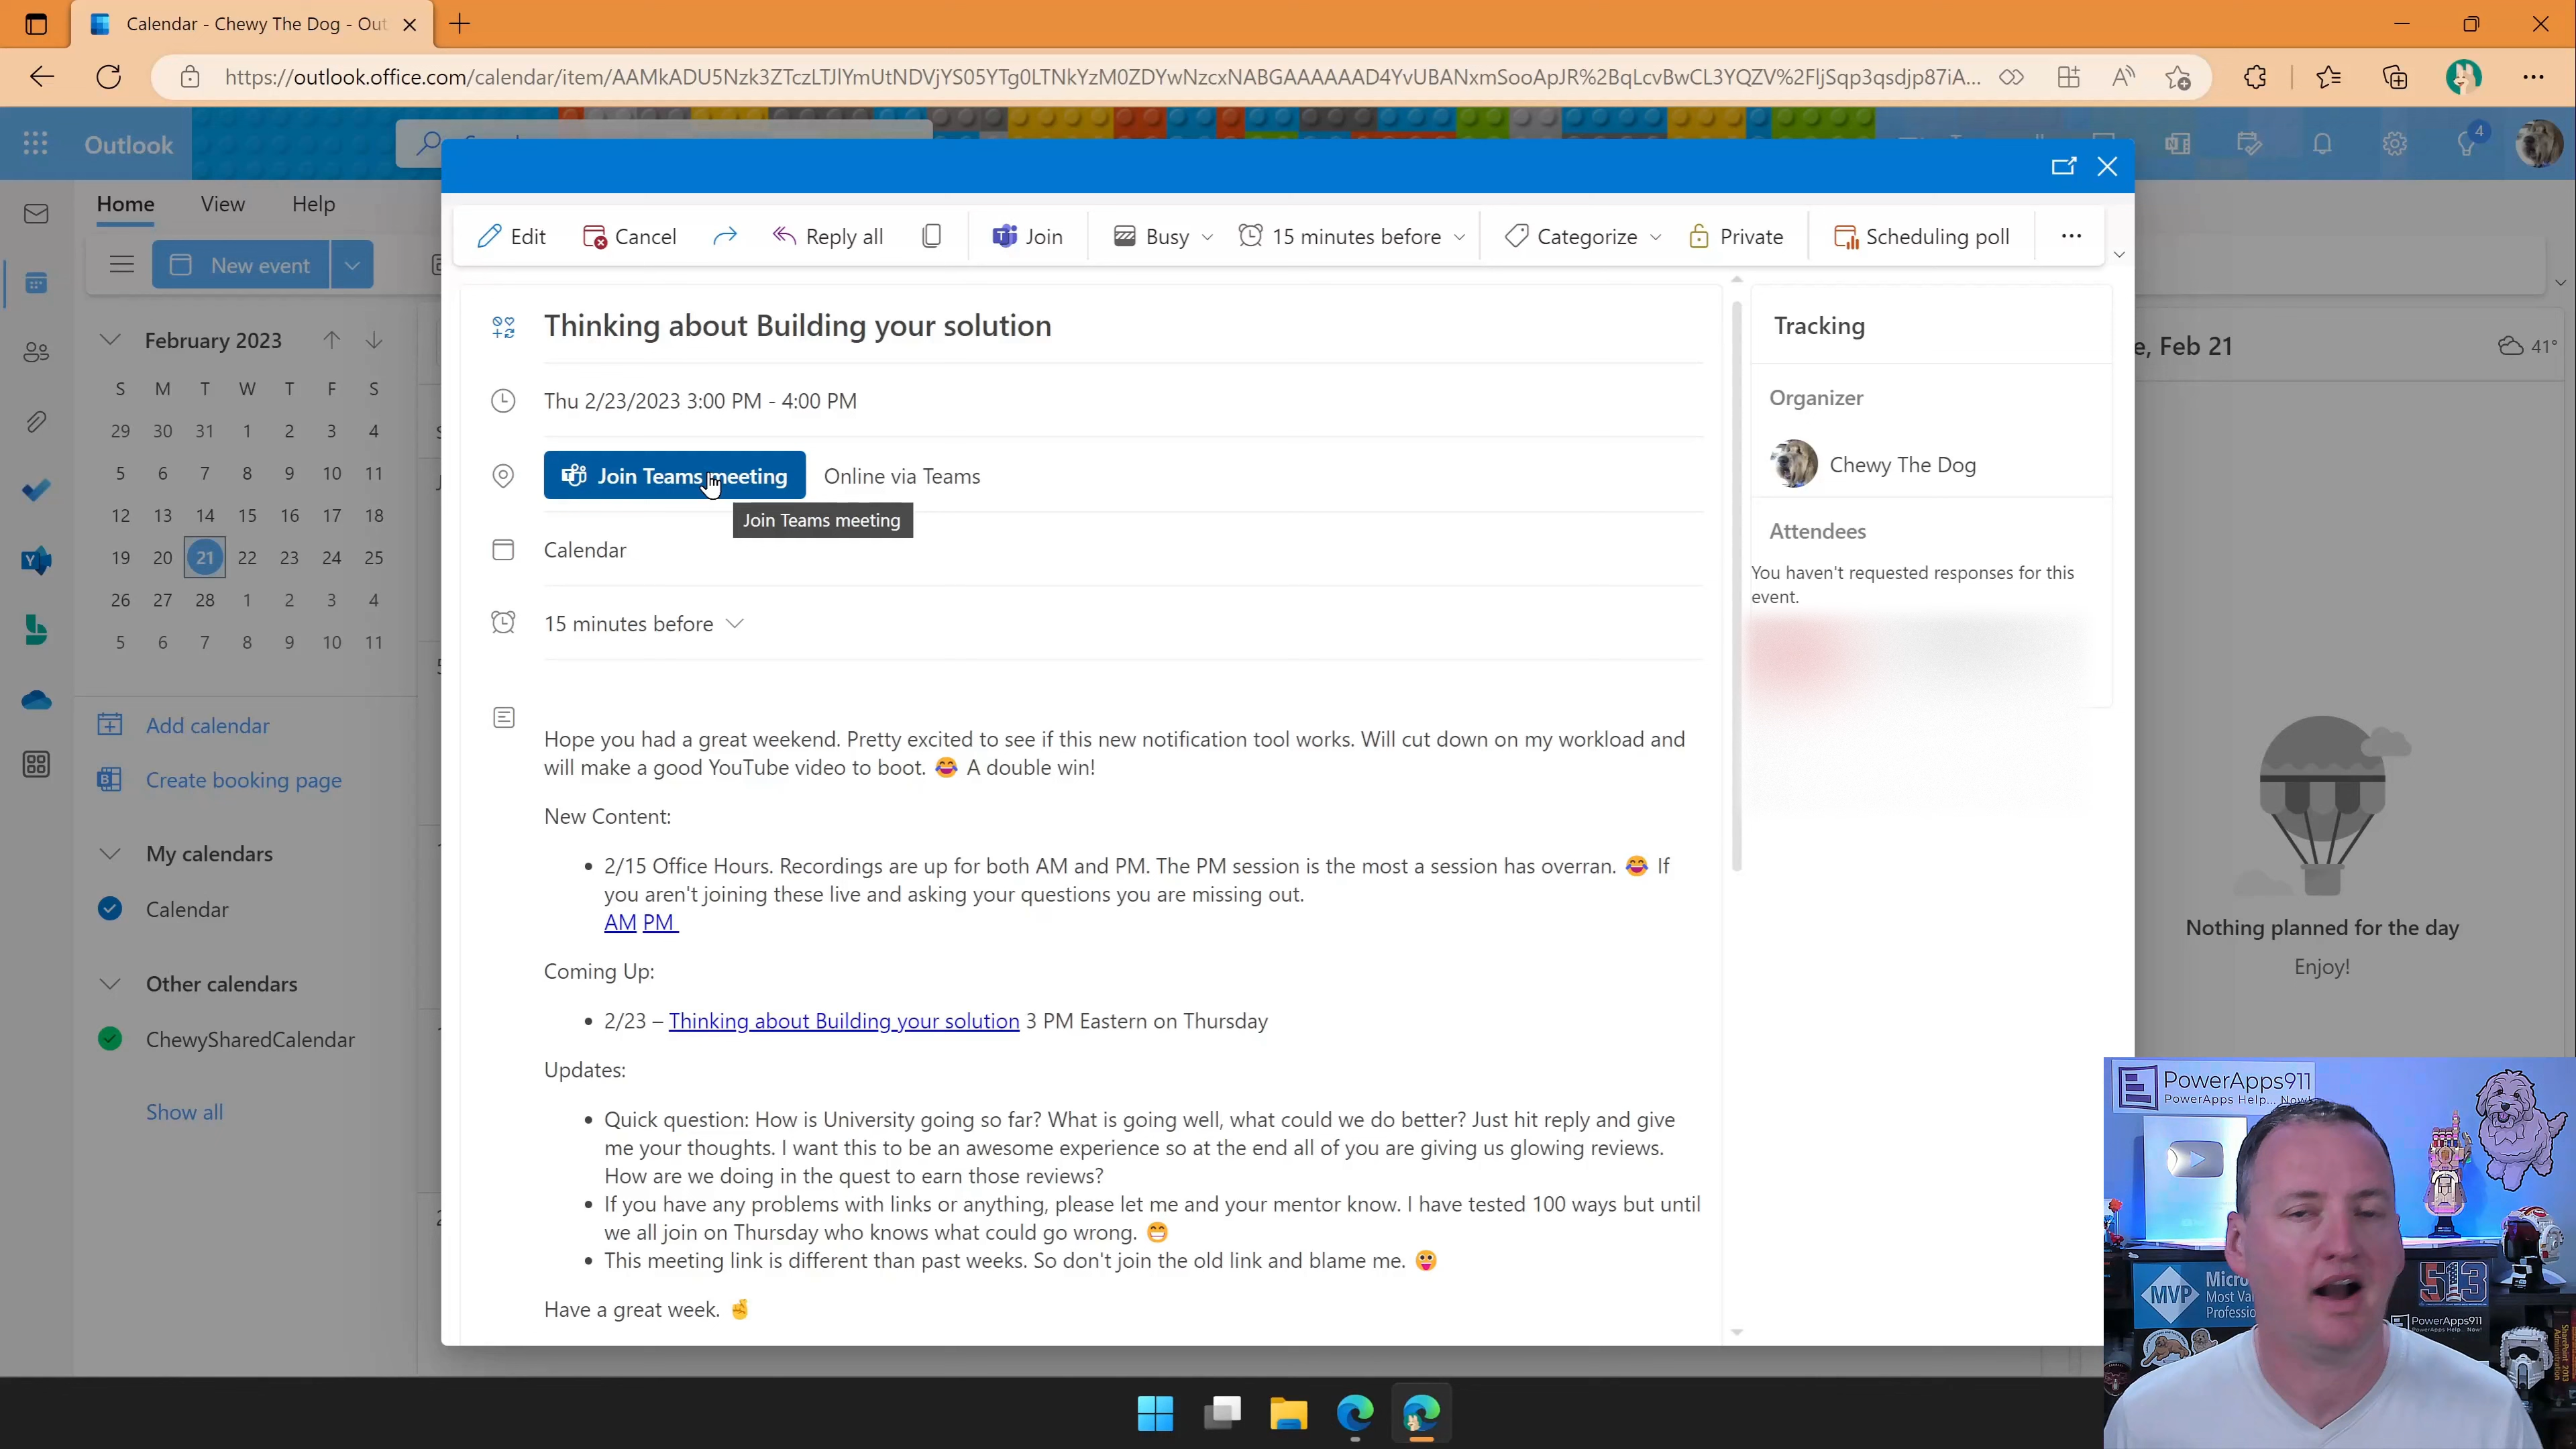 Calendar - Chewy The Dog - Out
https://outlook.office.com/calendar/item/AAMkADU5Nzk3ZTczLTJlYmUtNDVjYS05YTg0LTNkYzM0ZDYwNzcxNABGAAAAAAD4YvUBANxmSooApJR%2BqLcvBwCL3YQZV%2FljSqp3qsdjp87iA...
Outlook
4
Home View Help
New event
Edit Cancel Reply all Join Busy 15 minutes before Categorize Private Scheduling poll
February 2023
S M T W T F S
29 30 31 1 2 3 4
5 6 7 8 9 10 11
12 13 14 15 16 17 18
19 20 21 22 23 24 25
26 27 28 1 2 3 4
5 6 7 8 9 10 11
Add calendar
Create booking page
My calendars
Calendar
Other calendars
ChewySharedCalendar
Show all
Thinking about Building your solution
Thu 2/23/2023 3:00 PM - 4:00 PM
Join Teams meeting Online via Teams
Join Teams meeting
Calendar
15 minutes before
Hope you had a great weekend. Pretty excited to see if this new notification tool works. Will cut down on my workload and
will make a good YouTube video to boot. 😂 A double win!
New Content:
• 2/15 Office Hours. Recordings are up for both AM and PM. The PM session is the most a session has overran. 😂 If
you aren't joining these live and asking your questions you are missing out.
AM PM
Coming Up:
• 2/23 – Thinking about Building your solution 3 PM Eastern on Thursday
Updates:
• Quick question: How is University going so far? What is going well, what could we do better? Just hit reply and give
me your thoughts. I want this to be an awesome experience so at the end all of you are giving us glowing reviews.
How are we doing in the quest to earn those reviews?
• If you have any problems with links or anything, please let me and your mentor know. I have tested 100 ways but until
we all join on Thursday who knows what could go wrong. 😁
• This meeting link is different than past weeks. So don't join the old link and blame me. 😛
Have a great week. 🤞
Tracking
Organizer
Chewy The Dog
Attendees
You haven't requested responses for this
event.
e, Feb 21
41°
Nothing planned for the day
Enjoy!
PowerApps911
PowerApps Help... Now!
MVP
Micro
Most Va
Professio
513
PowerApps911
PowerApps Help... Now!
SharePoint 2013
Administration